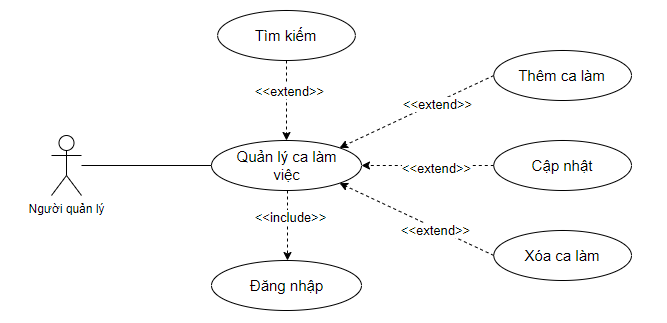 Tìm kiếm
<<extend>>
Thêm ca làm
<<extend>>
Quản lý ca làm
việc
<<extend>>
Cập nhật
Người quản lý
<<include>>
<<extend>>
Xóa ca làm
Đăng nhập